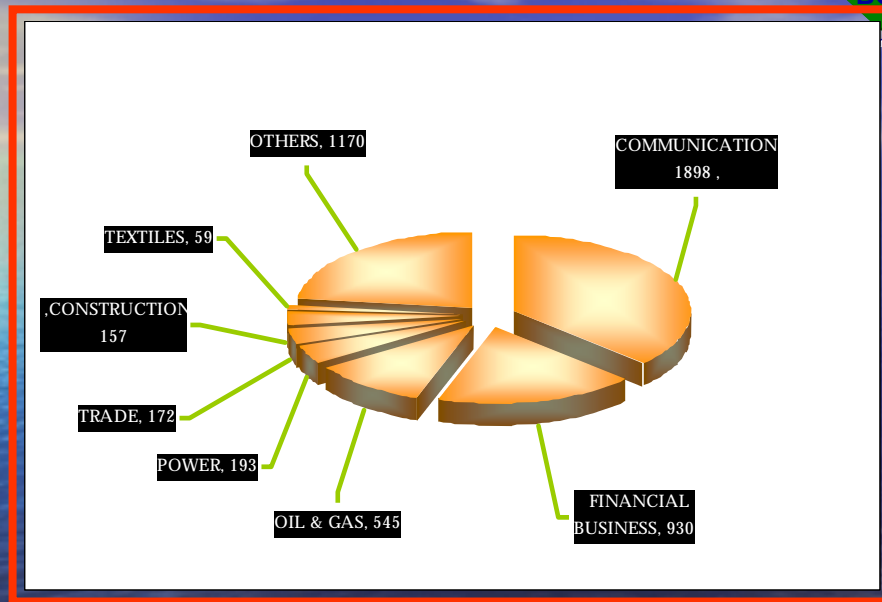 OTHERS, 1170
COMMUNICATION
1898 ,
TEXTILES, 59
,CONSTRUCTION
157
TRADE, 172
POWER, 193
OIL & GAS, 545
FINANCIAL
BUSINESS, 930